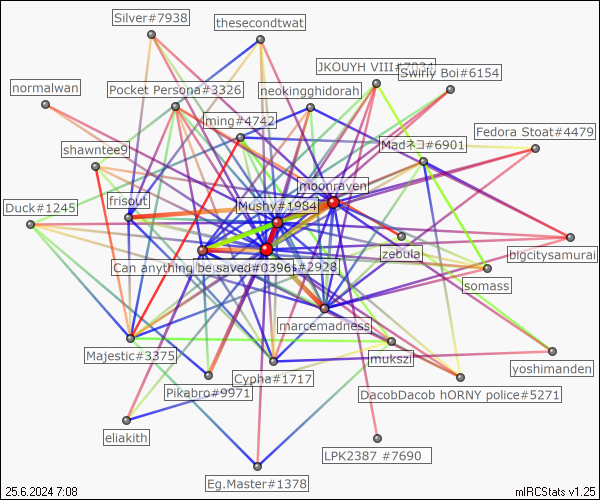 Silver#7938
thesecondtwat
JKOUYH VIII#7034
Swirly Boi#6154
normalwan
Pocket Persona#3326
neokingghidorah
ming#4742
Fedora Stoat#4479
shawntee9
Madネコ#6901
moonraven
frisout
Mushy#1984
Duck#1245
zebula
bigcitysamurai
Can anything be saved#0396
#2928
somass
marcemadness
Majestic#3375
mukszi
yoshimanden
Cypha#1717
Pikabro#9971
DacobDacob hORNY police#5271
eliakith
LPK2387 #7690
Eg.Master#1378
25.6.2024 7:08
mIRCStats v1.25